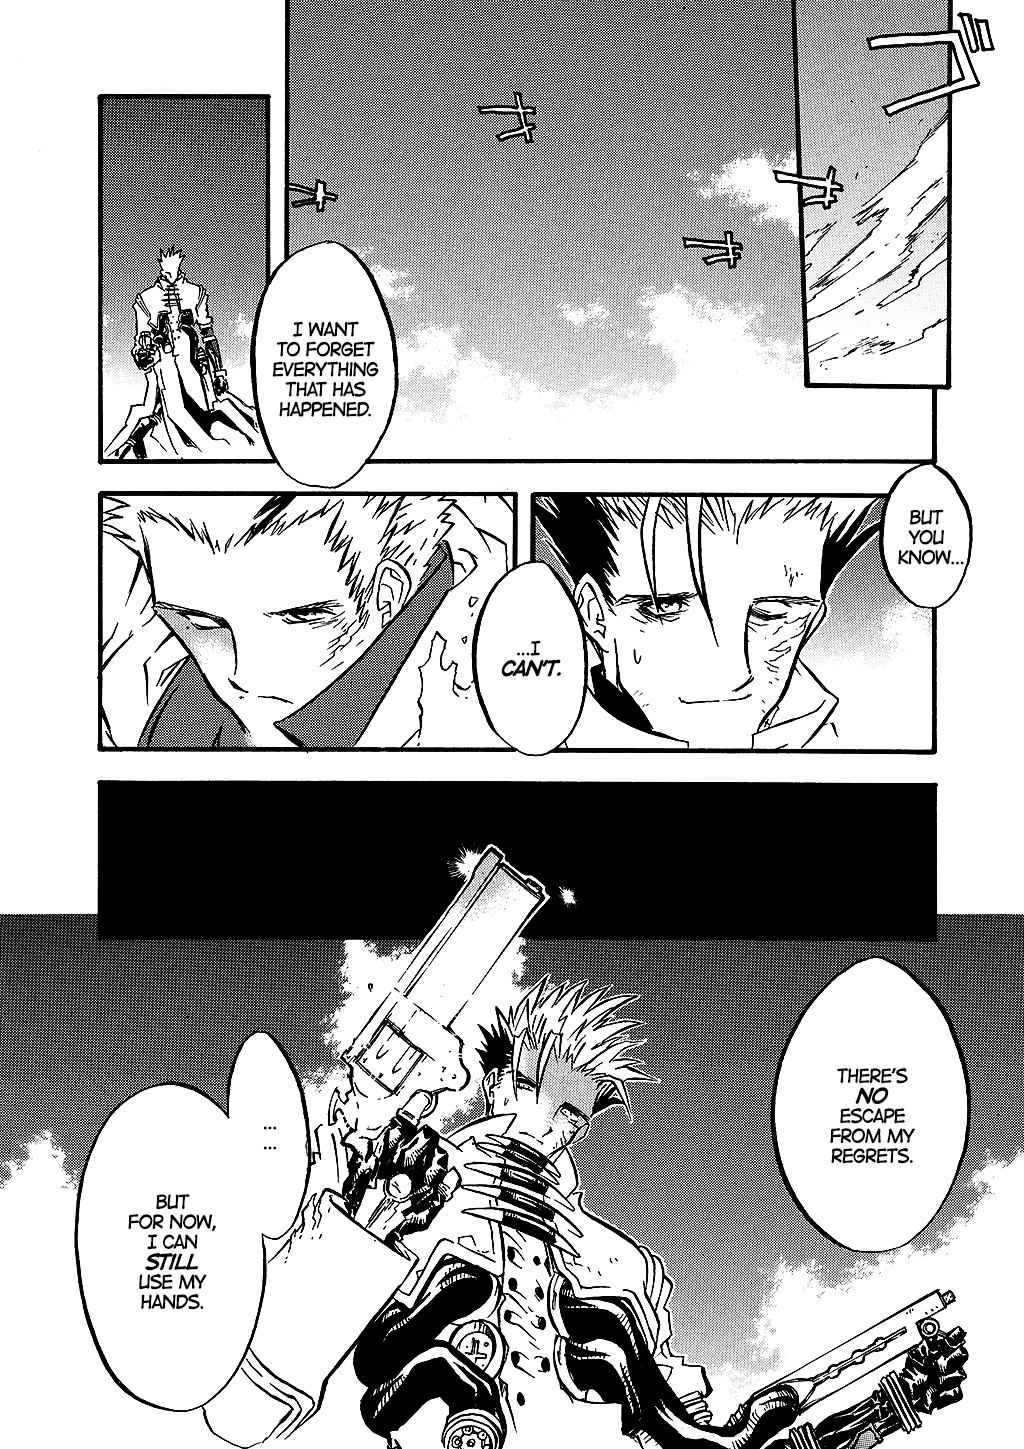 I WANT
TO FORGET
EVERYTHING
THAT HAS
HAPPENED.
BUT
YOU
KNOW...
...I
CAN'T.
THERE'S
NO
ESCAPE
FROM MY
REGRETS.
...
...
BUT
FOR NOW,
I CAN
STILL
USE MY
HANDS.